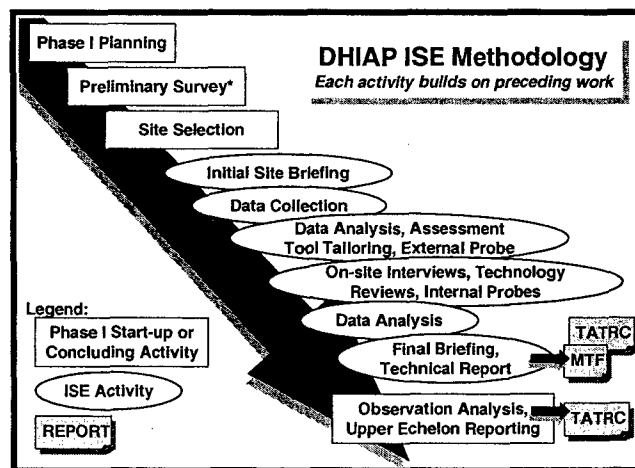 Phase I Planning
DHIAP ISE Methodology
Each activity builds on preceding work
Preliminary Survey*
Site Selection
Initial Site Briefing
Data Collection
Data Analysis, Assessment
Tool Tailoring, External Probe
On-site Interviews, Technology
Reviews, Internal Probes
Data Analysis
Final Briefing,
Technical Report
TATRC
MTF
Observation Analysis,
Upper Echelon Reporting
TATRC
Legend:
Phase I Start-up or
Concluding Activity
ISE Activity
REPORT